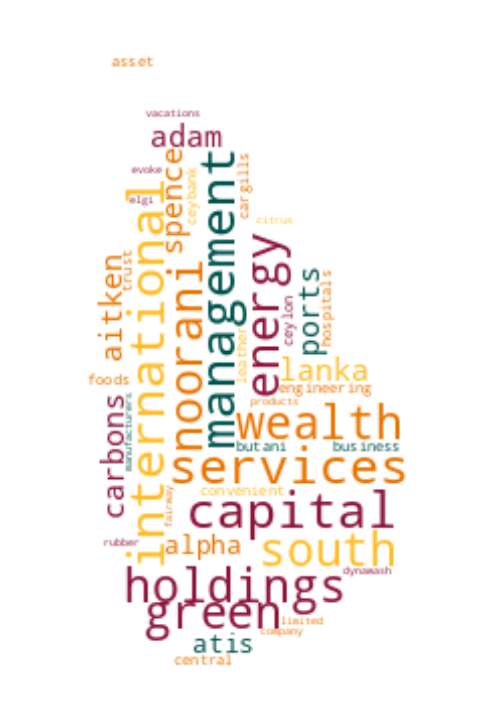 asset
vacations
adam
evoke
elgi
spence
ceybank
management
cargills
citrus
international
trust
aitken
noorani
energy
ceylon
ports
hospitals
leather
lanka
engineering
foods
products
carbons
manufacturers
wealth
butani
business
services
convenient
fairway
capital
rubber
alpha
south
dynawash
holdings
green
limited
company
atis
central